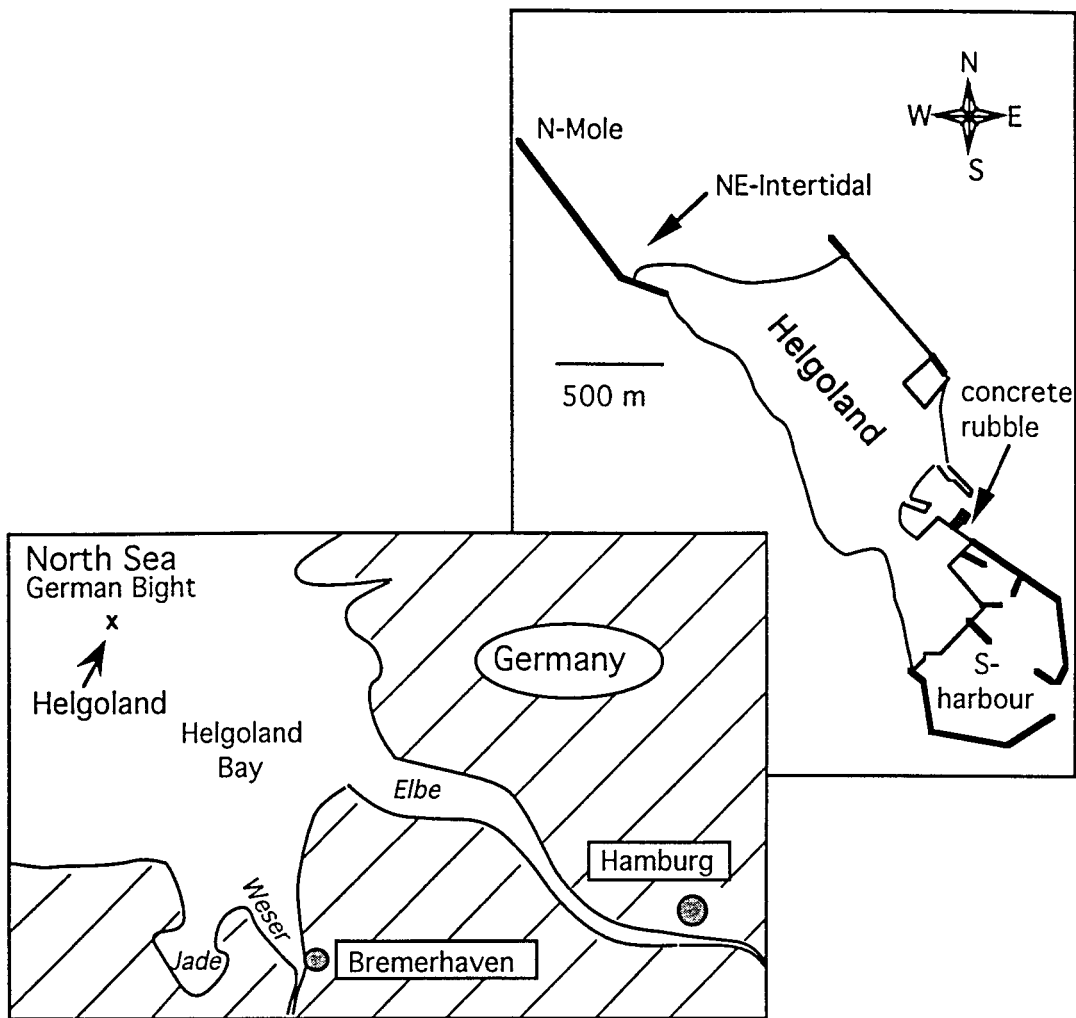 N
W
E
S
N-Mole
NE-Intertidal
Helgoland
500 m
concrete
rubble
S-
harbour
North Sea
German Bight
x
Helgoland
Germany
Helgoland
Bay
Elbe
Hamburg
Weser
Jade
Bremerhaven